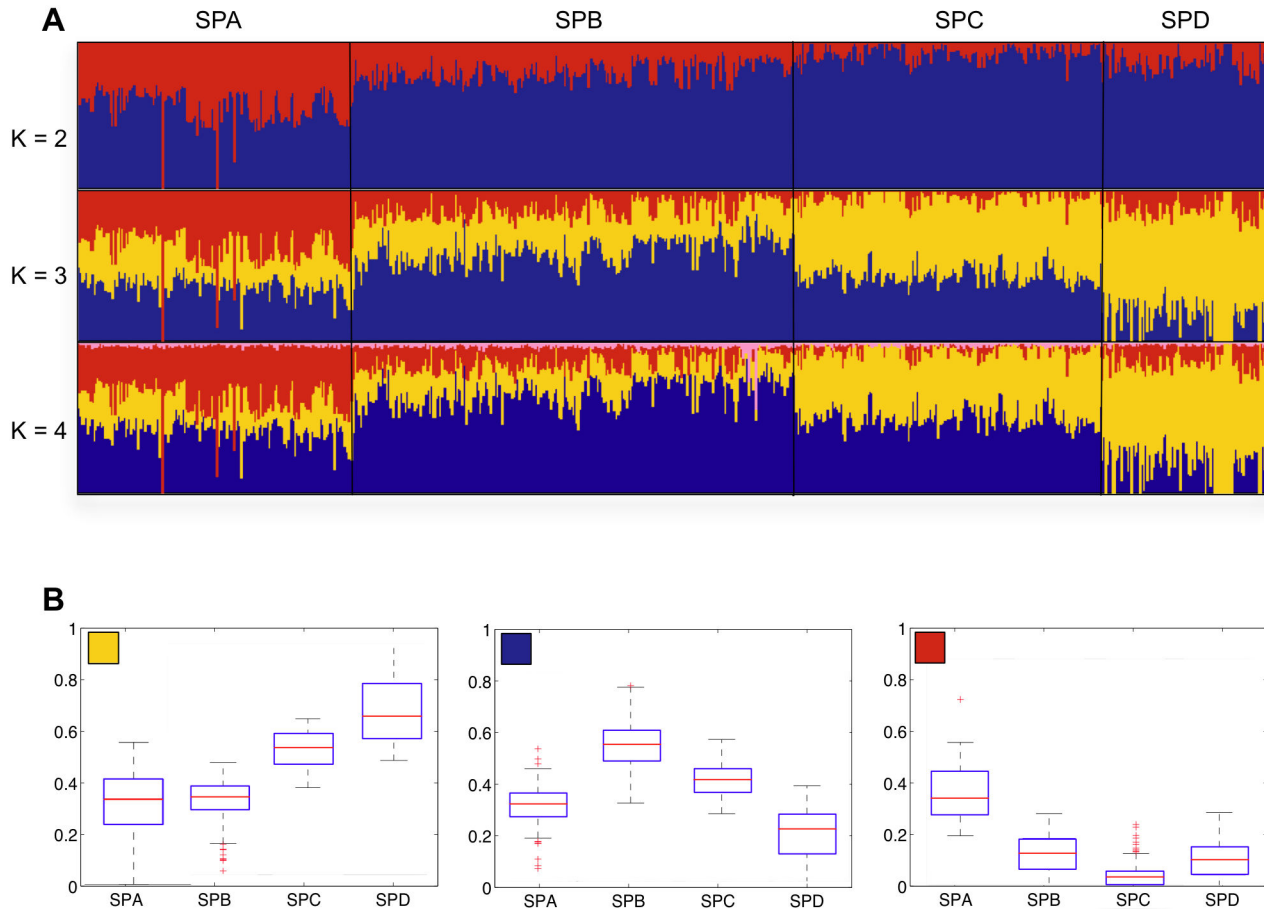 A
SPA SPB SPC SPD
K = 2
K = 3
K = 4
B
1
0.8
0.6
0.4
0.2
0
SPA SPB SPC SPD
1
0.8
0.6
0.4
0.2
0
SPA SPB SPC SPD
1
0.8
0.6
0.4
0.2
0
SPA SPB SPC SPD